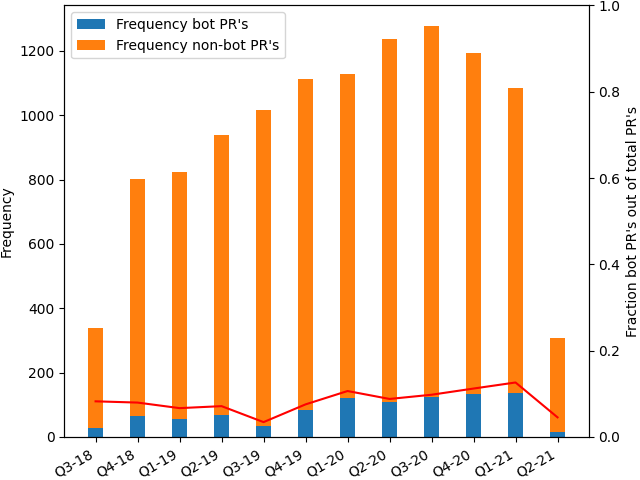 Frequency bot PR's
Frequency non-bot PR's
Frequency
0
200
400
600
800
1000
1200
Q3-18
Q4-18
Q1-19
Q2-19
Q3-19
Q4-19
Q1-20
Q2-20
Q3-20
Q4-20
Q1-21
Q2-21
0.0
0.2
0.4
0.6
0.8
1.0
Fraction bot PR's out of total PR's